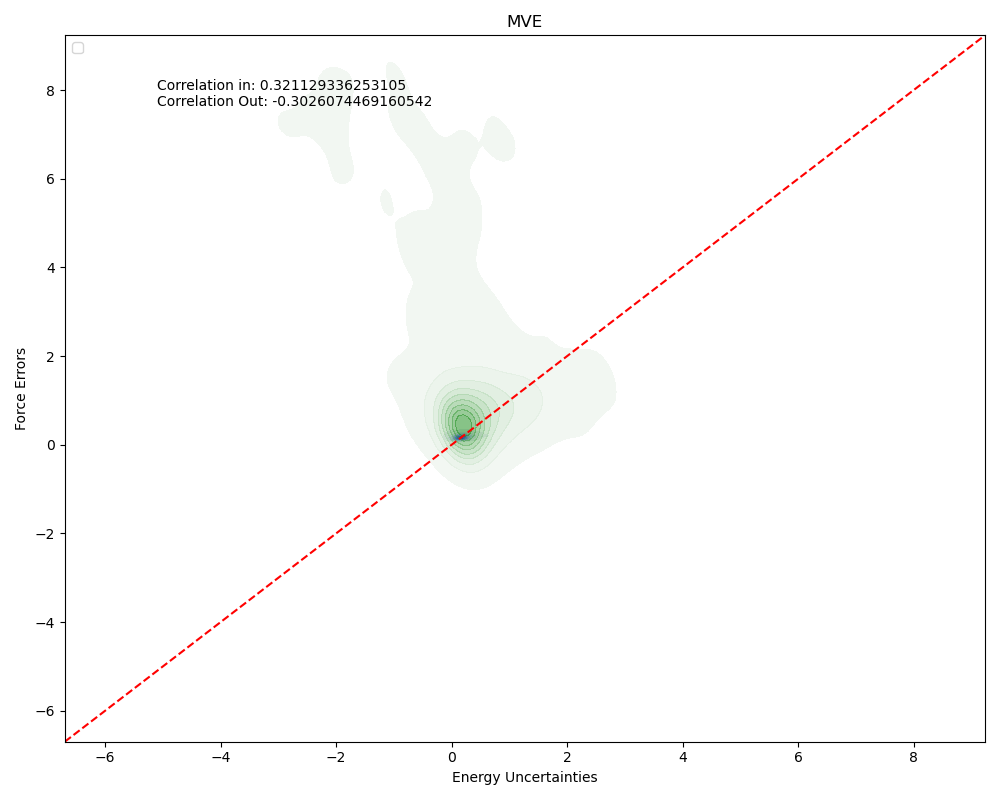 MVE
Correlation in: 0.321129336253105
Correlation Out: -0.3026074469160542
8
6
4
2
0
−2
−4
−6
Force Errors
−6 −4 −2 0 2 4 6 8
Energy Uncertainties